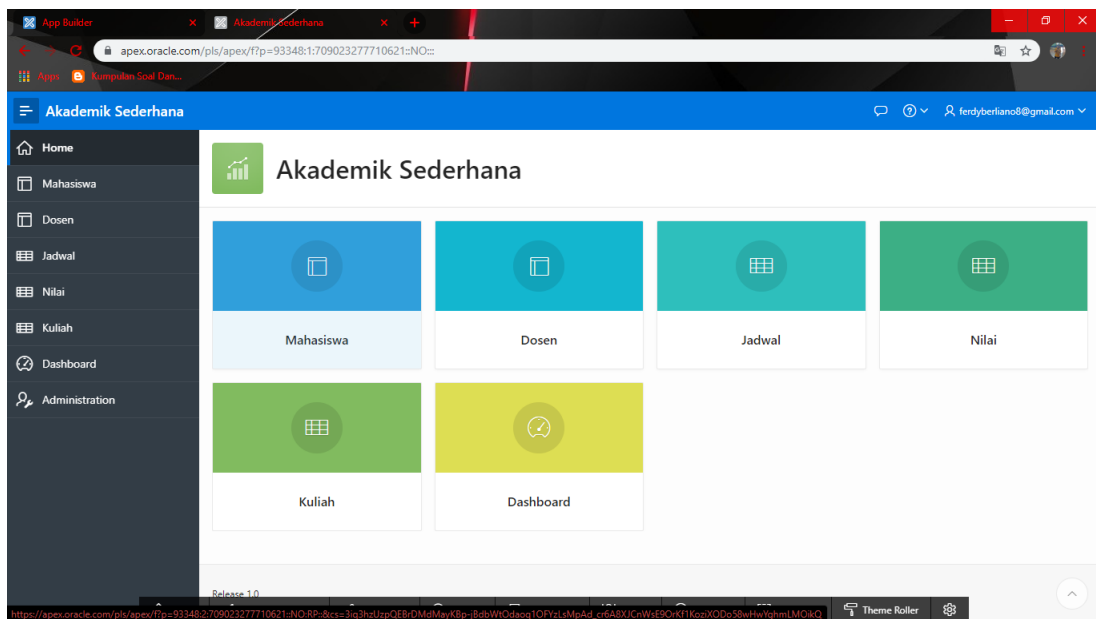 App Builder
Akademik Sederhana
apex.oracle.com/pls/apex/f?p=93348:1:709023277710621::NO:::
Apps
Kumpulan Soal Dan...
Akademik Sederhana
ferdyberliano8@gmail.com
Home
Mahasiswa
Dosen
Jadwal
Nilai
Kuliah
Dashboard
Administration
Akademik Sederhana
Mahasiswa
Dosen
Jadwal
Nilai
Kuliah
Dashboard
Release 1.0
Theme Roller